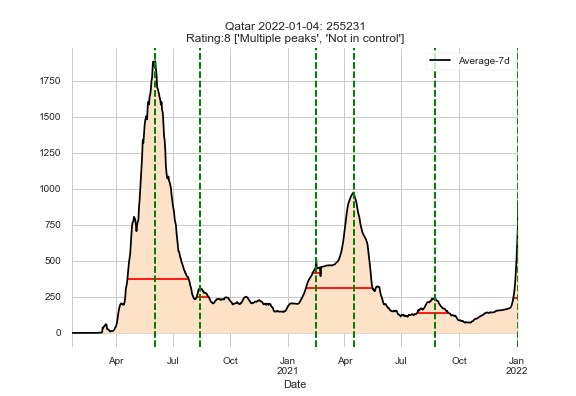 Qatar 2022-01-04: 255231
Rating:8 ['Multiple peaks', 'Not in control']
Average-7d
1750
1500
1250
1000
750
500
250
0
Apr Jul Oct Jan Apr Jul Oct Jan
2021 2022
Date